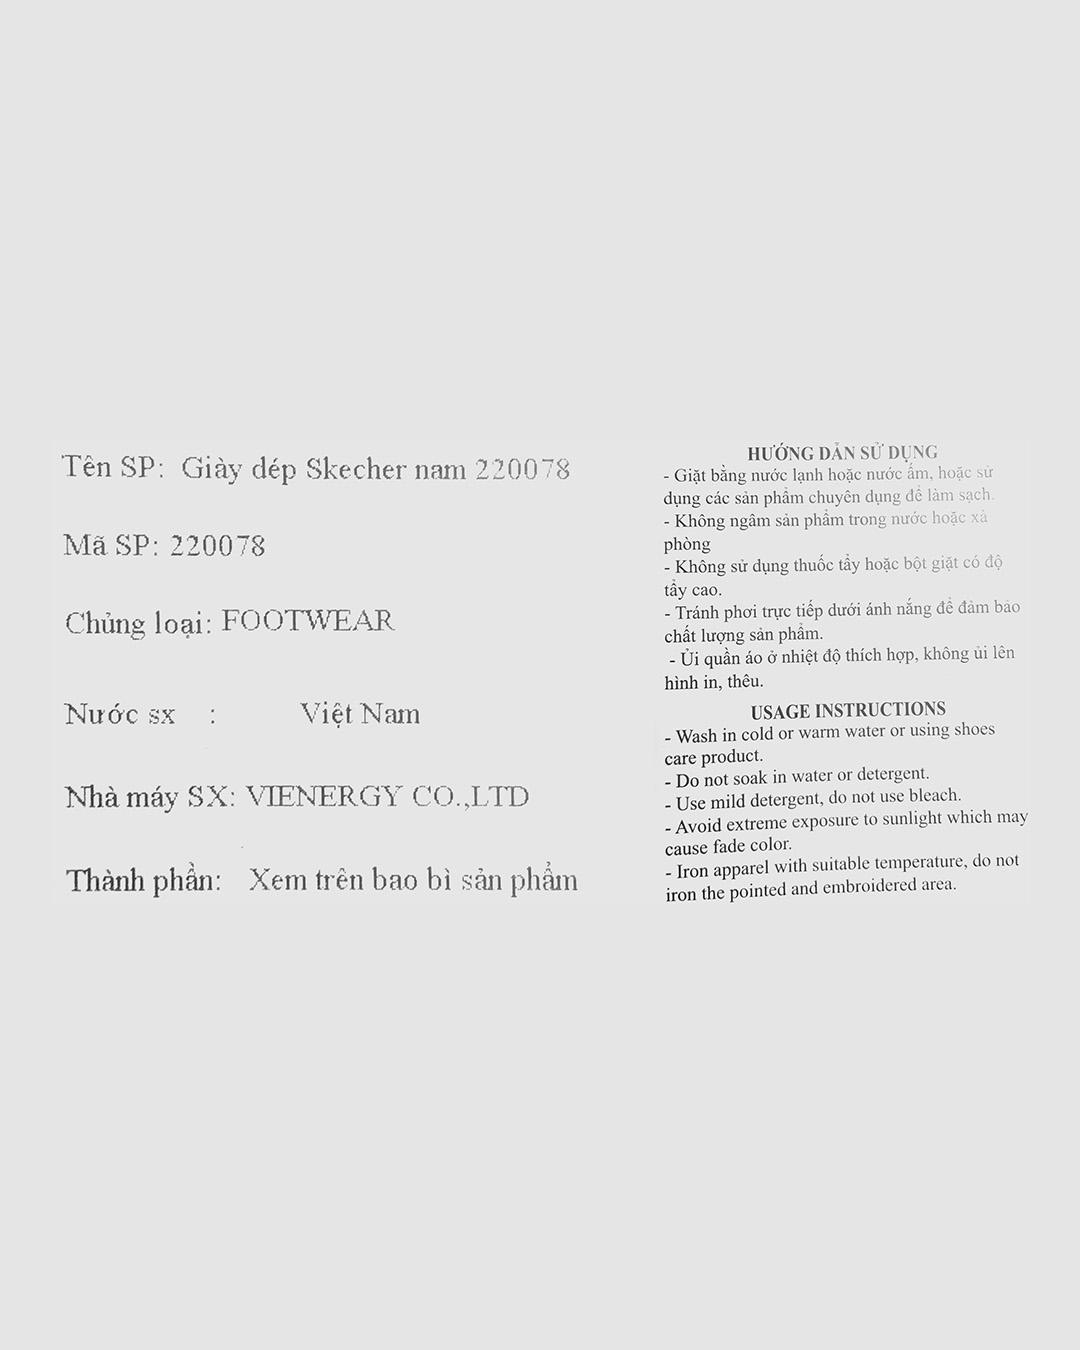 Tên SP: Giày dép Skecher nam 220078
Mã SP: 220078
Chủng loại: FOOTWEAR
Nước sx : Việt Nam
Nhà máy SX: VIENERGY CO.,LTD
Thành phần: Xem trên bao bì sản phẩm
HƯỚNG DẪN SỬ DỤNG
- Giặt bằng nước lạnh hoặc nước ấm, hoặc sử
dụng các sản phẩm chuyên dụng để làm sạch.
- Không ngâm sản phẩm trong nước hoặc xà
phòng
- Không sử dụng thuốc tẩy hoặc bột giặt có độ
tẩy cao.
- Tránh phơi trực tiếp dưới ánh nắng để đảm bảo
chất lượng sản phẩm.
- Ủi quần áo ở nhiệt độ thích hợp, không ủi lên
hình in, thêu.
USAGE INSTRUCTIONS
- Wash in cold or warm water or using shoes
care product.
- Do not soak in water or detergent.
- Use mild detergent, do not use bleach.
- Avoid extreme exposure to sunlight which may
cause fade color.
- Iron apparel with suitable temperature, do not
iron the pointed and embroidered area.